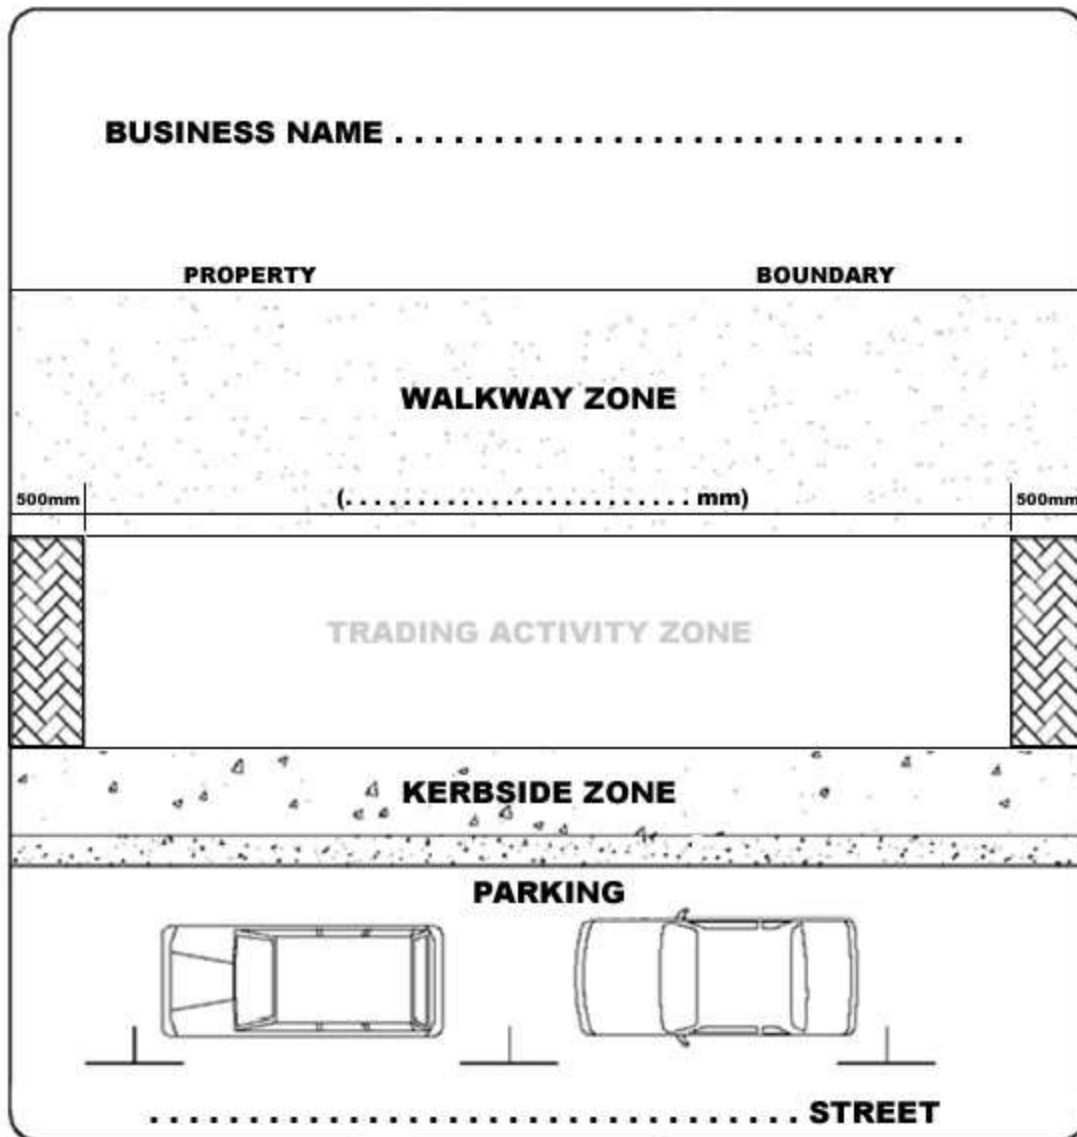 BUSINESS NAME . . . . . . . . . . . . . . . . . . . . . . . . . . . . .
PROPERTY BOUNDARY
WALKWAY ZONE
500mm (. . . . . . . . . . . . . . . . . . . . . . . . mm) 500mm
TRADING ACTIVITY ZONE
KERBSIDE ZONE
PARKING
. . . . . . . . . . . . . . . . . . . . . . . . . . . . . . . . . STREET